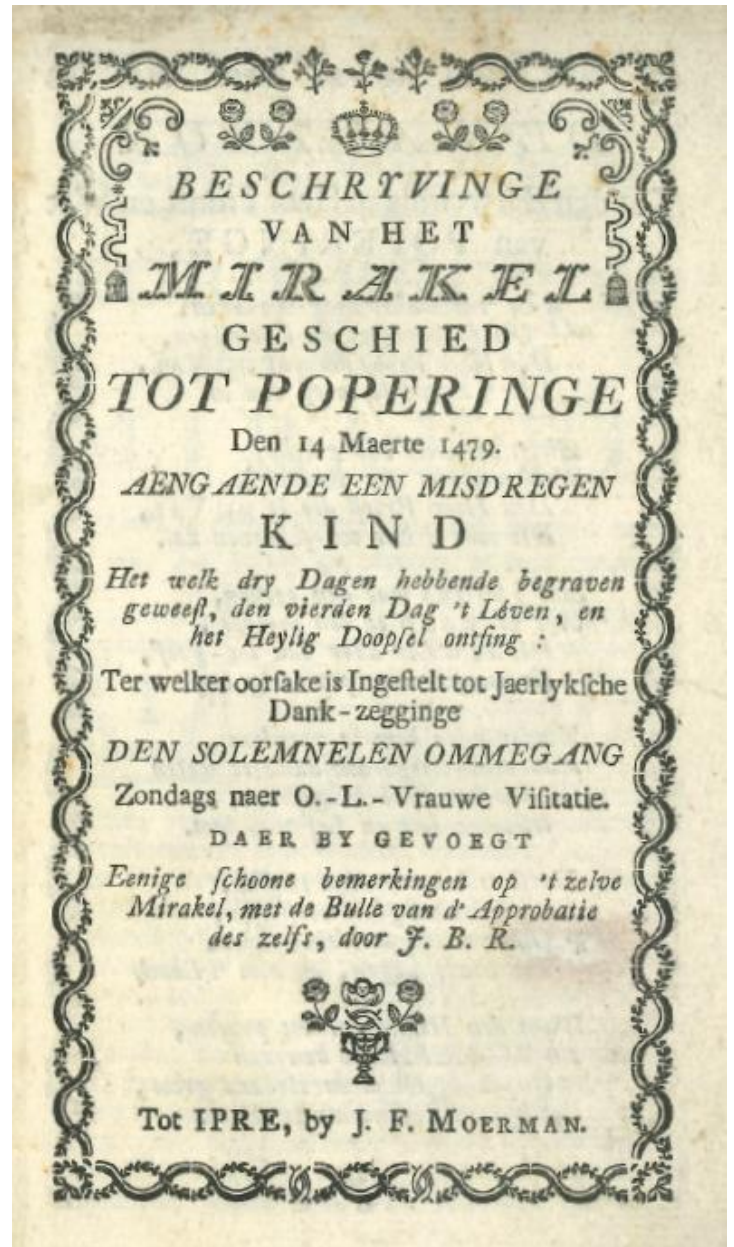 BESCHRYVINGE
VAN HET
MIRAKEL
GESCHIED
TOT POPERINGE
Den 14 Maerte 1479.
AENGAENDE EEN MISDREGEN
KIND
Het welk dry Dagen hebbende begraven
geweeſt, den vierden Dag 't Léven, en
het Heylig Doopſel ontfing :
Ter welker oorſake is Ingeſtelt tot Jaerlykſche
Dank-zegginge
DEN SOLEMNELEN OMMEGANG
Zondags naer O.-L.-Vrauwe Viſitatie.
DAER BY GEVOEGT
Eenige ſchoone bemerkingen op 't zelve
Mirakel, met de Bulle van d'Approbatie
des zelfs, door J. B. R.
Tot IPRE, by J. F. MOERMAN.